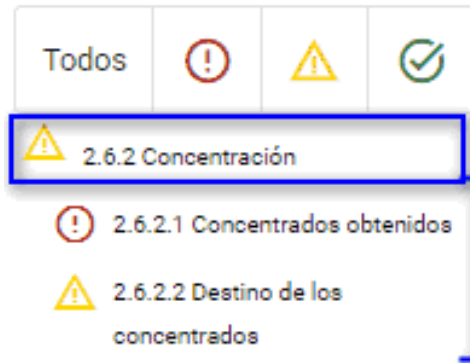 Todos
2.6.2 Concentración
2.6.2.1 Concentrados obtenidos
2.6.2.2 Destino de los
concentrados